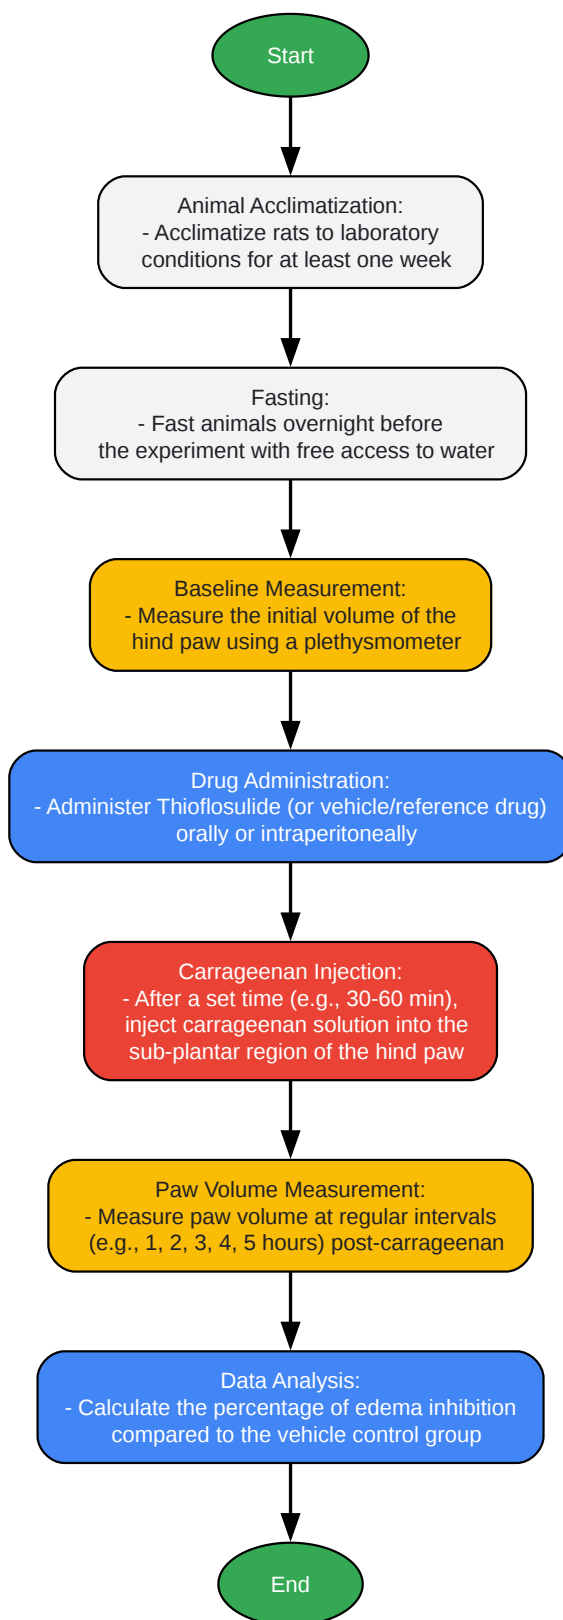 Start
Animal Acclimatization:
- Acclimatize rats to laboratory
conditions for at least one week
Fasting:
- Fast animals overnight before
the experiment with free access to water
Baseline Measurement:
- Measure the initial volume of the
hind paw using a plethysmometer
Drug Administration:
- Administer Thioflosulide (or vehicle/reference drug)
orally or intraperitoneally
Carrageenan Injection:
- After a set time (e.g., 30-60 min),
inject carrageenan solution into the
sub-plantar region of the hind paw
Paw Volume Measurement:
- Measure paw volume at regular intervals
(e.g., 1, 2, 3, 4, 5 hours) post-carrageenan
Data Analysis:
- Calculate the percentage of edema inhibition
compared to the vehicle control group
End